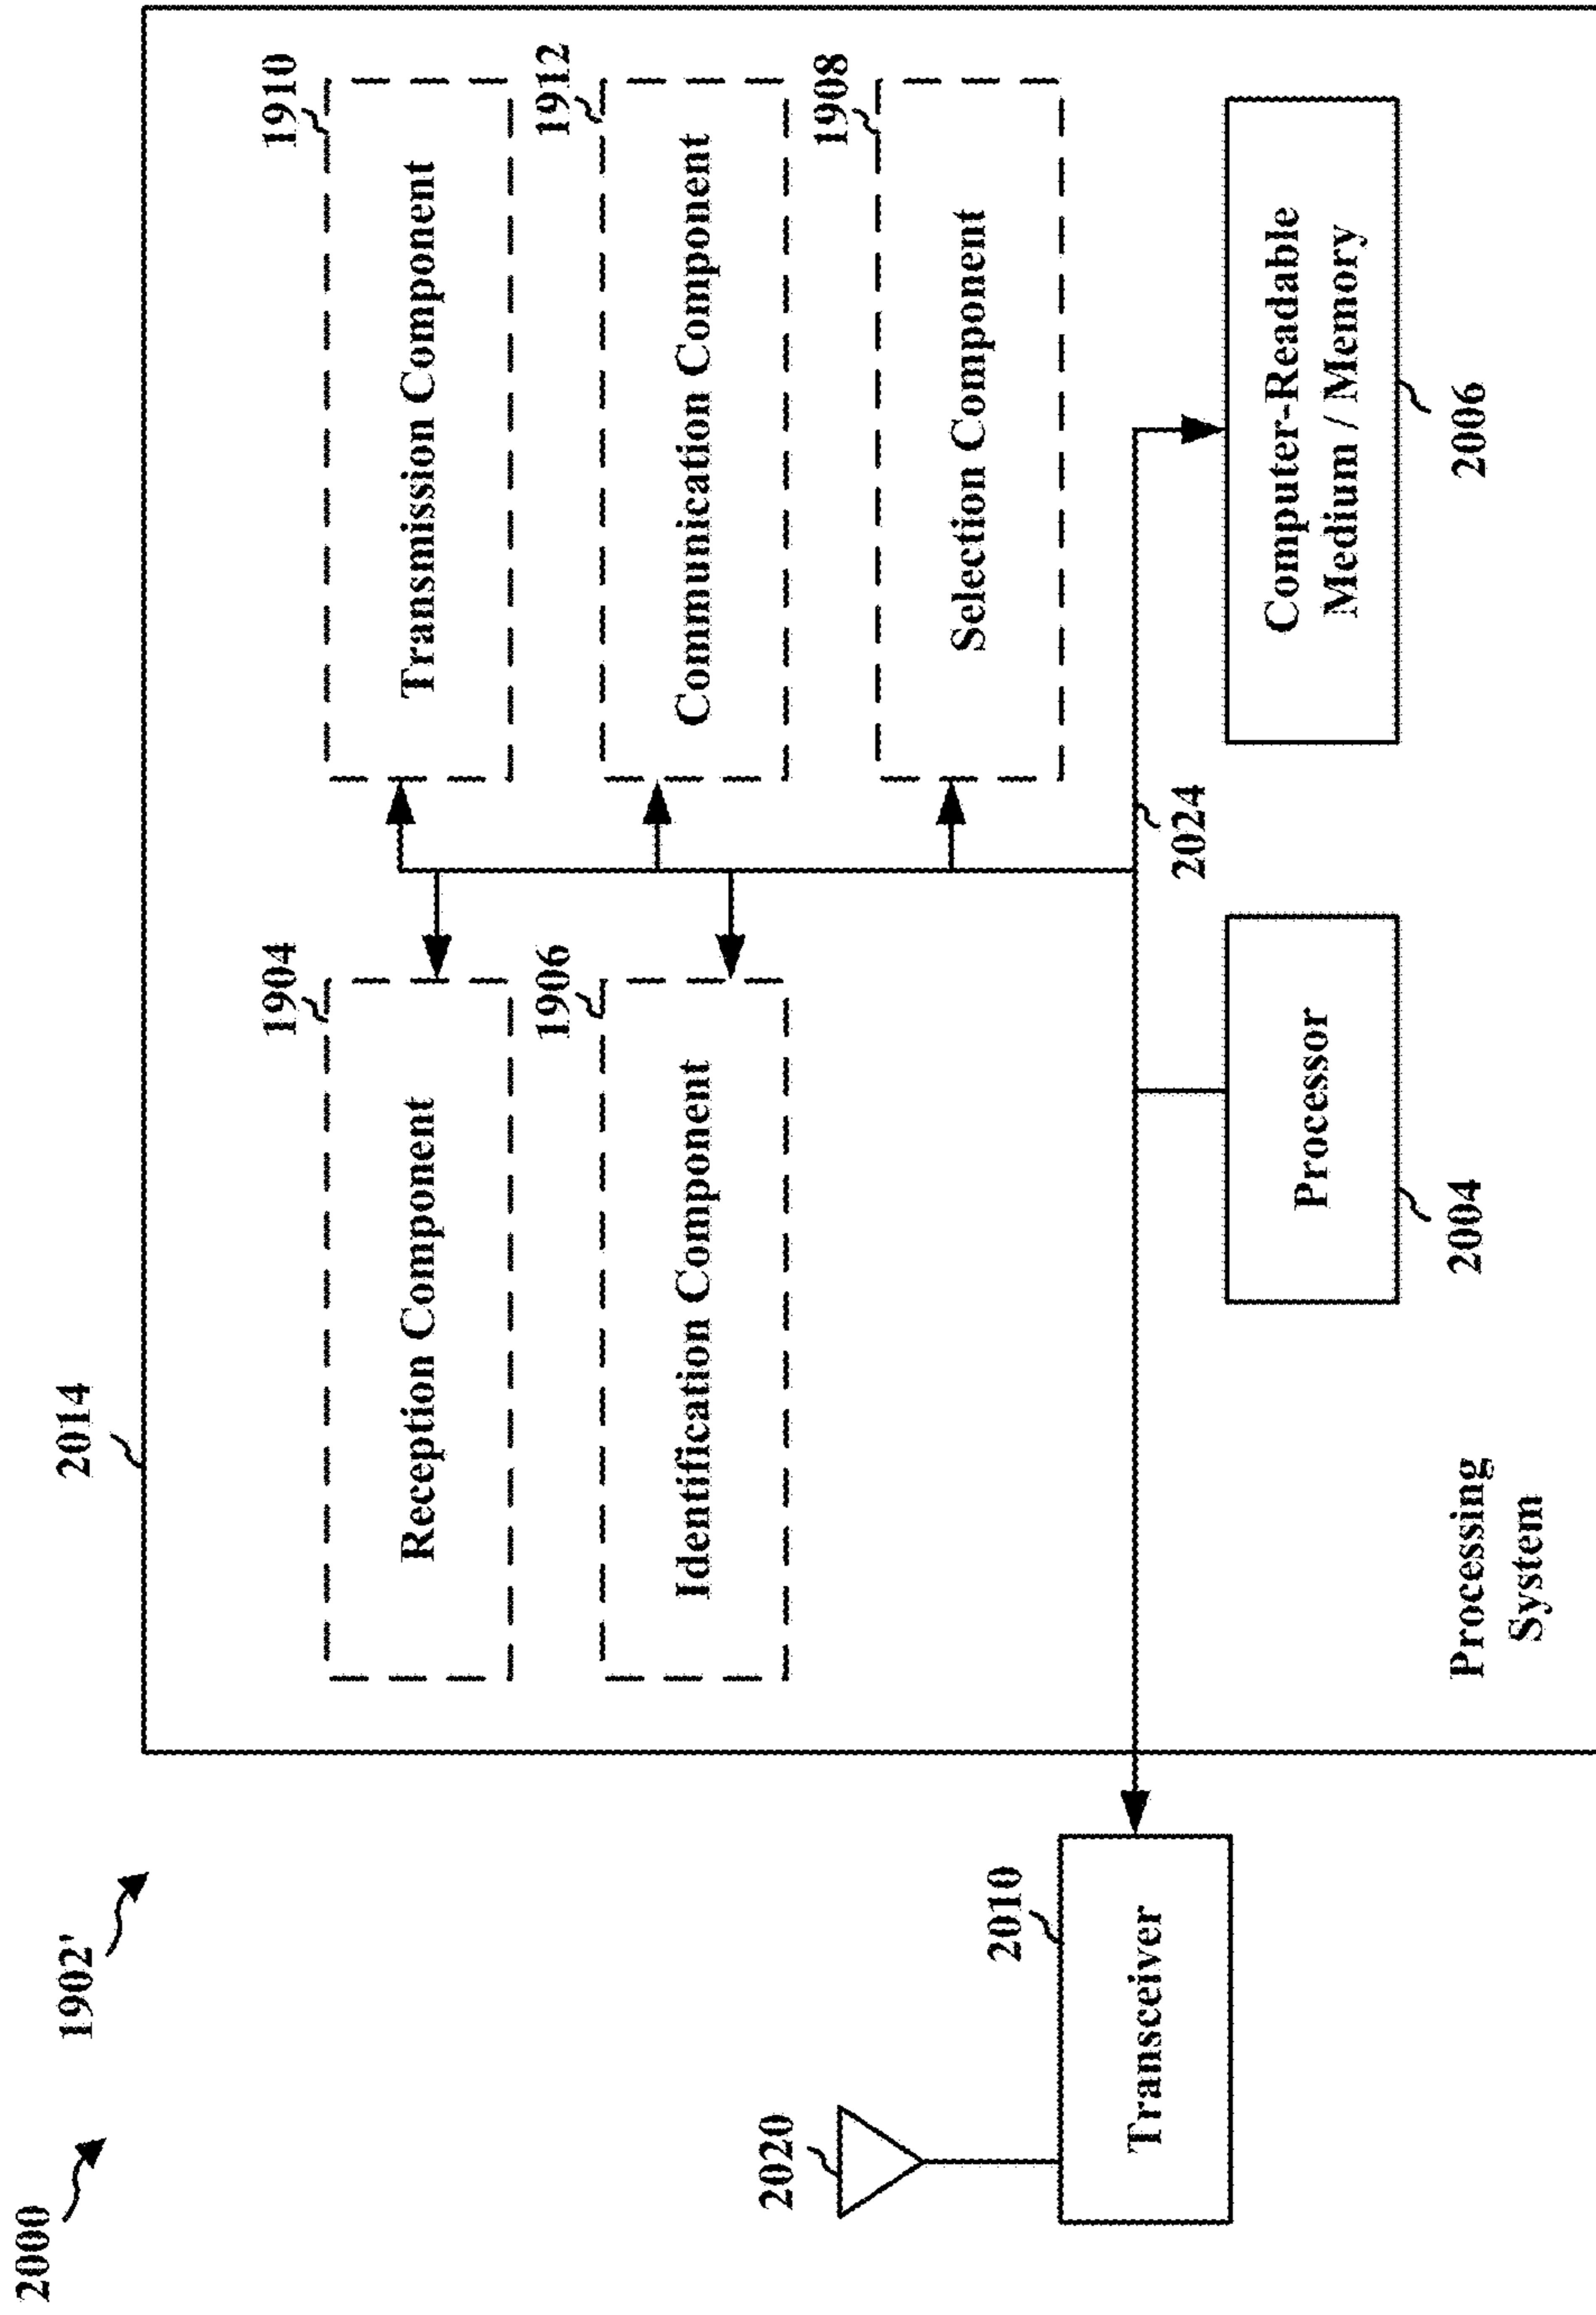 2000
1902'
2014
1904
Reception Component
1910
Transmission Component
1906
Identification Component
1912
Communication Component
1908
Selection Component
2020
2010
Transceiver
2024
Processor
2004
Computer-Readable
Medium / Memory
2006
Processing
System